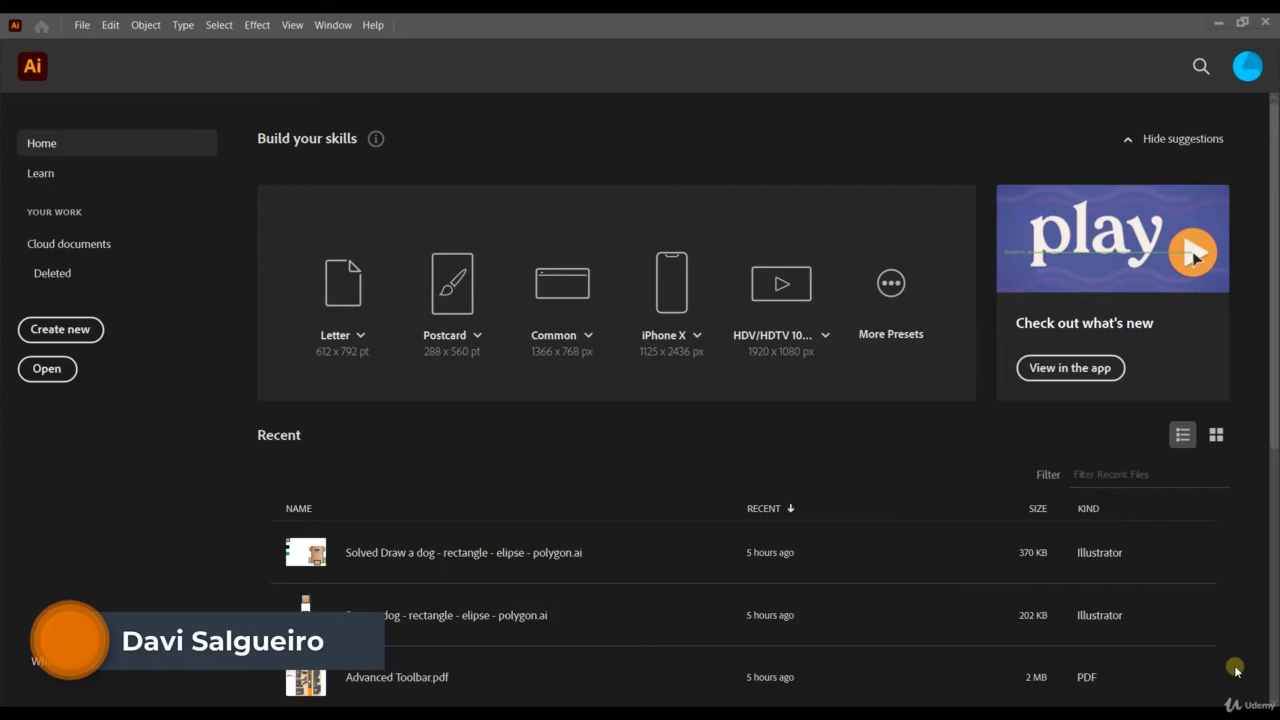 Ai File Edit Object Type Select Effect View Window Help
Ai
Home
Learn
YOUR WORK
Cloud documents
Deleted
Create new
Open
Build your skills
Hide suggestions
Letter
612 x 792 pt
Postcard
288 x 560 pt
Common
1366 x 768 px
iPhone X
1125 x 2436 px
HDV/HDTV 10...
1920 x 1080 px
More Presets
play
Check out what's new
View in the app
Recent
Filter Filter Recent Files
NAME RECENT SIZE KIND
Solved Draw a dog - rectangle - elipse - polygon.ai 5 hours ago 370 KB Illustrator
dog - rectangle - elipse - polygon.ai 5 hours ago 202 KB Illustrator
Advanced Toolbar.pdf 5 hours ago 2 MB PDF
Davi Salgueiro
Udemy